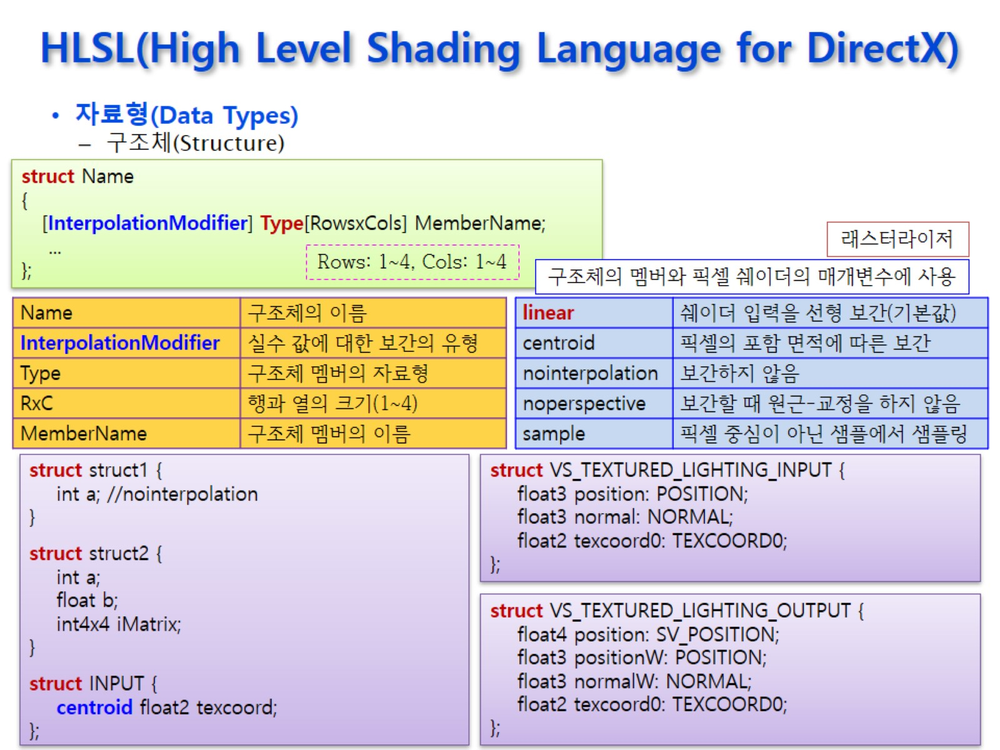 HLSL(High Level Shading Language for DirectX)
• 자료형(Data Types)
– 구조체(Structure)
struct Name
{
[InterpolationModifier] Type[RowsxCols] MemberName;
...
};
Rows: 1~4, Cols: 1~4
래스터라이저
구조체의 멤버와 픽셀 쉐이더의 매개변수에 사용
Name 구조체의 이름
InterpolationModifier 실수 값에 대한 보간의 유형
Type 구조체 멤버의 자료형
RxC 행과 열의 크기(1~4)
MemberName 구조체 멤버의 이름
linear 쉐이더 입력을 선형 보간(기본값)
centroid 픽셀의 포함 면적에 따른 보간
nointerpolation 보간하지 않음
noperspective 보간할 때 원근-교정을 하지 않음
sample 픽셀 중심이 아닌 샘플에서 샘플링
struct struct1 {
int a; //nointerpolation
}
struct struct2 {
int a;
float b;
int4x4 iMatrix;
}
struct INPUT {
centroid float2 texcoord;
};
struct VS_TEXTURED_LIGHTING_INPUT {
float3 position: POSITION;
float3 normal: NORMAL;
float2 texcoord0: TEXCOORD0;
};
struct VS_TEXTURED_LIGHTING_OUTPUT {
float4 position: SV_POSITION;
float3 positionW: POSITION;
float3 normalW: NORMAL;
float2 texcoord0: TEXCOORD0;
};